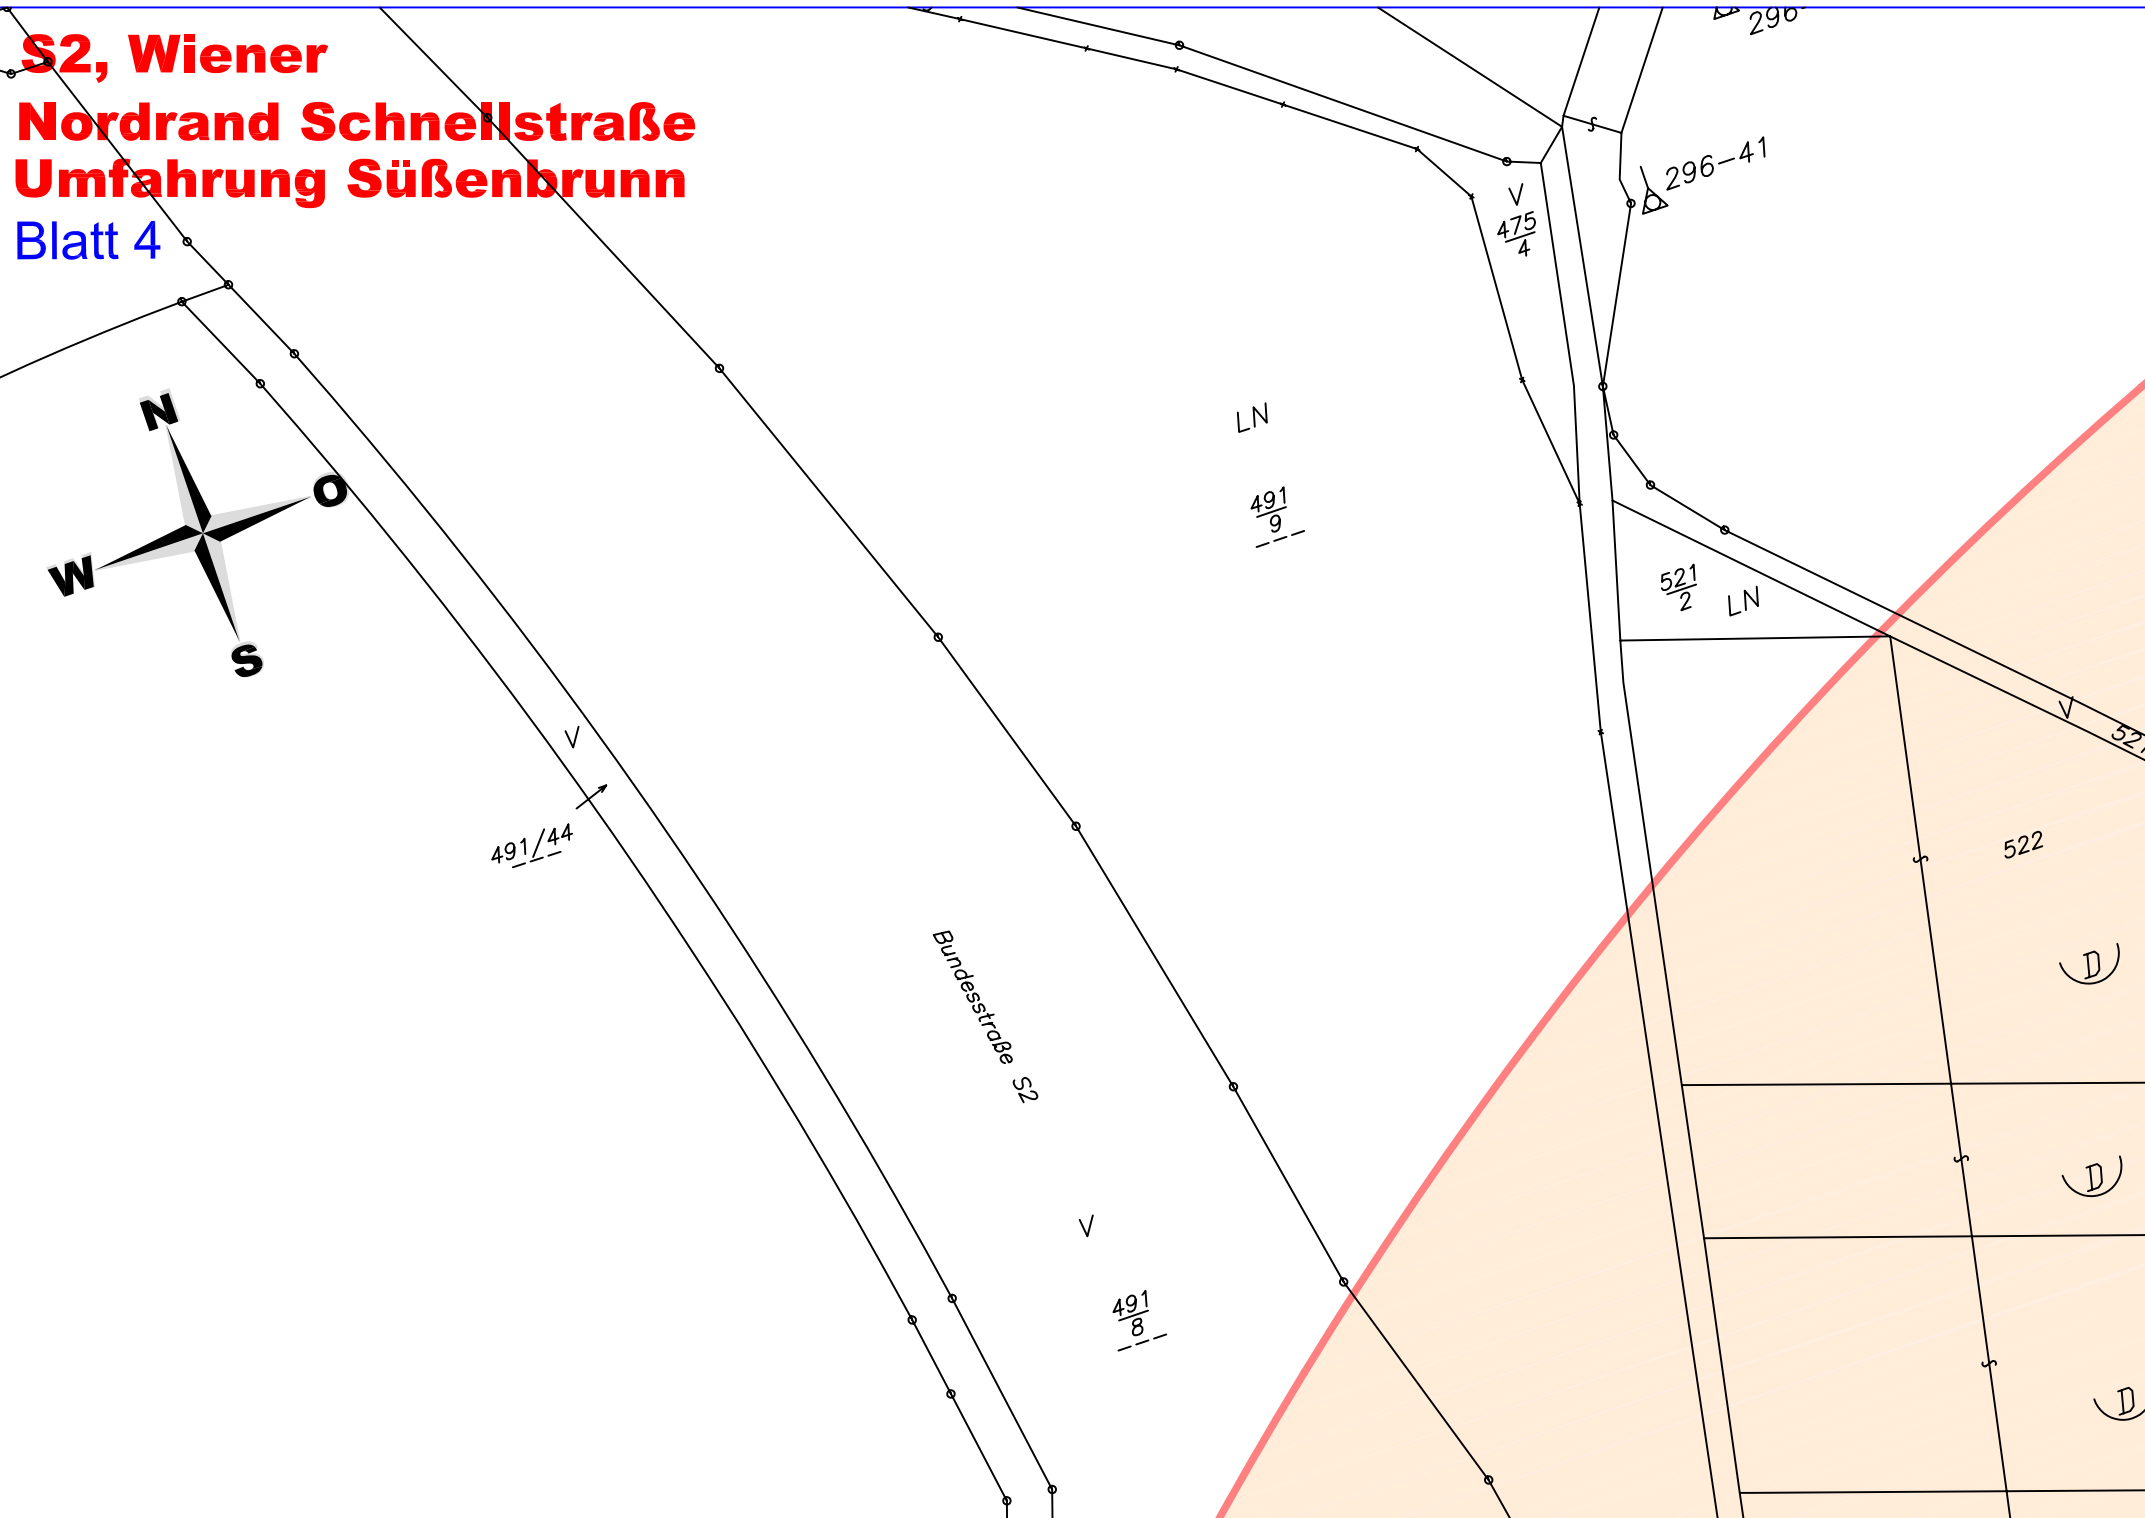 S2, Wiener
Nordrand Schnellstraße
Umfahrung Süßenbrunn
Blatt 4
296-
296-41
V
475
4
N
O
W
S
LN
491
9
521
2
LN
V
V
491/44
522
Bundesstraße S2
D
D
V
491
8
D